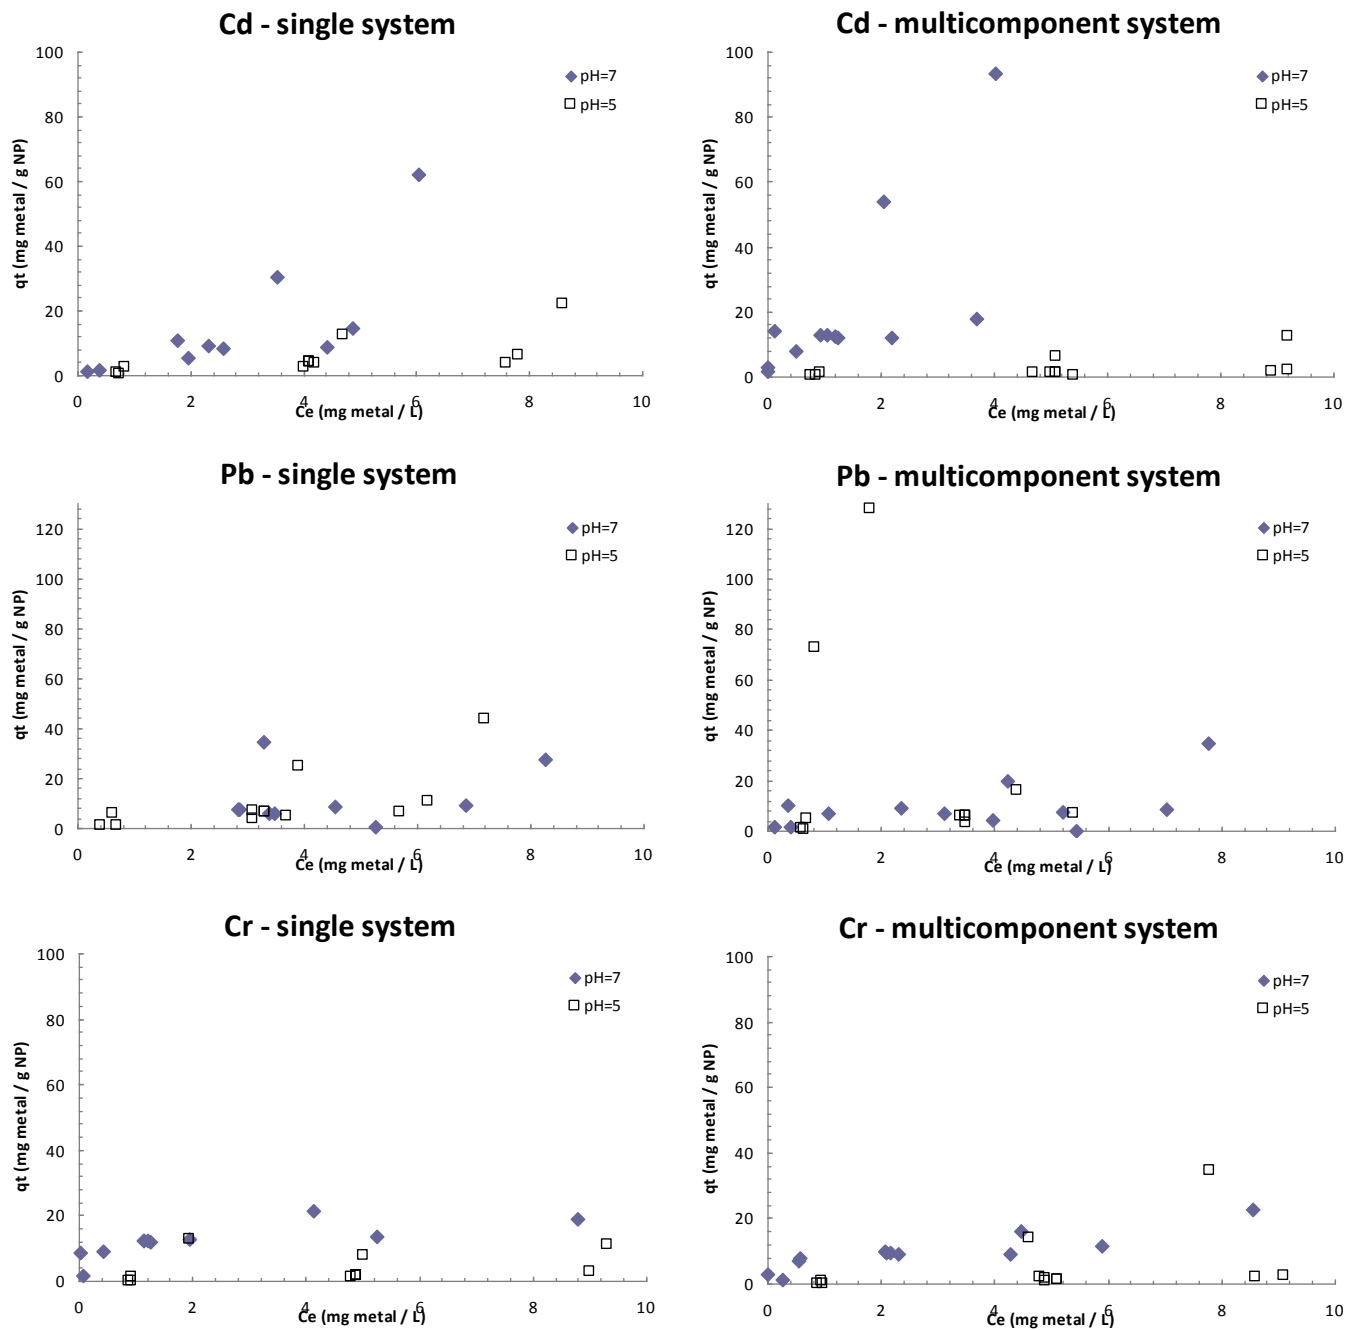 Cd - single system
100
80
60
40
20
0
qt (mg metal / g NP)
pH=7
pH=5
0 2 4 6 8 10
Ce (mg metal / L)
Cd - multicomponent system
100
80
60
40
20
0
qt (mg metal / g NP)
pH=7
pH=5
0 2 4 6 8 10
Ce (mg metal / L)
Pb - single system
120
100
80
60
40
20
0
qt (mg metal / g NP)
pH=7
pH=5
0 2 4 6 8 10
Ce (mg metal / L)
Pb - multicomponent system
120
100
80
60
40
20
0
qt (mg metal / g NP)
pH=7
pH=5
0 2 4 6 8 10
Ce (mg metal / L)
Cr - single system
100
80
60
40
20
0
qt (mg metal / g NP)
pH=7
pH=5
0 2 4 6 8 10
Ce (mg metal / L)
Cr - multicomponent system
100
80
60
40
20
0
qt (mg metal / g NP)
pH=7
pH=5
0 2 4 6 8 10
Ce (mg metal / L)